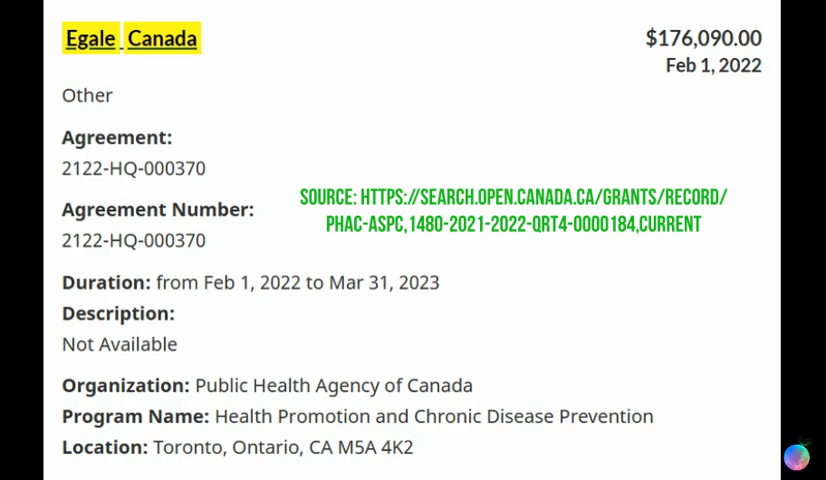 Egale Canada
$176,090.00
Feb 1, 2022
Other
Agreement:
2122-HQ-000370
SOURCE: HTTPS://SEARCH.OPEN.CANADA.CA/GRANTS/RECORD/
PHAC-ASPC,1480-2021-2022-QRT4-0000184,CURRENT
Agreement Number:
2122-HQ-000370
Duration: from Feb 1, 2022 to Mar 31, 2023
Description:
Not Available
Organization: Public Health Agency of Canada
Program Name: Health Promotion and Chronic Disease Prevention
Location: Toronto, Ontario, CA M5A 4K2